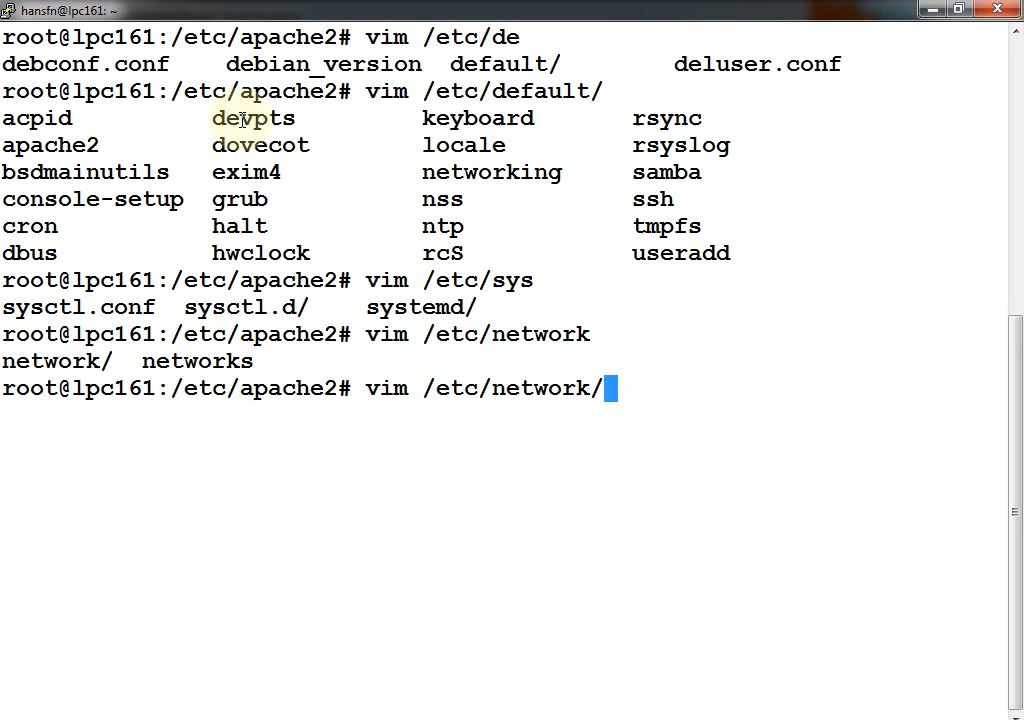 hansfn@lpc161: ~
root@lpc161:/etc/apache2# vim /etc/de
debconf.conf debian_version default/ deluser.conf
root@lpc161:/etc/apache2# vim /etc/default/
acpid devpts keyboard rsync
apache2 dovecot locale rsyslog
bsdmainutils exim4 networking samba
console-setup grub nss ssh
cron halt ntp tmpfs
dbus hwclock rcS useradd
root@lpc161:/etc/apache2# vim /etc/sys
sysctl.conf sysctl.d/ systemd/
root@lpc161:/etc/apache2# vim /etc/network
network/ networks
root@lpc161:/etc/apache2# vim /etc/network/